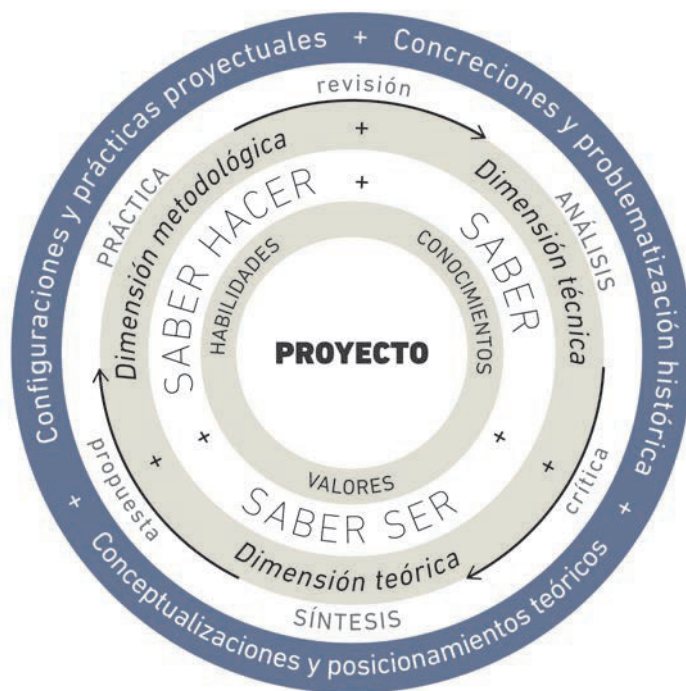 Configuraciones y prácticas proyectuales
+
Concreciones y problematización histórica
+
Conceptualizaciones y posicionamientos teóricos
+
revisión
ANÁLISIS
crítica
SÍNTESIS
propuesta
PRÁCTICA
Dimensión metodológica
+
Dimensión técnica
+
Dimensión teórica
+
SABER HACER
+
SABER
+
SABER SER
+
HABILIDADES
CONOCIMIENTOS
VALORES
PROYECTO